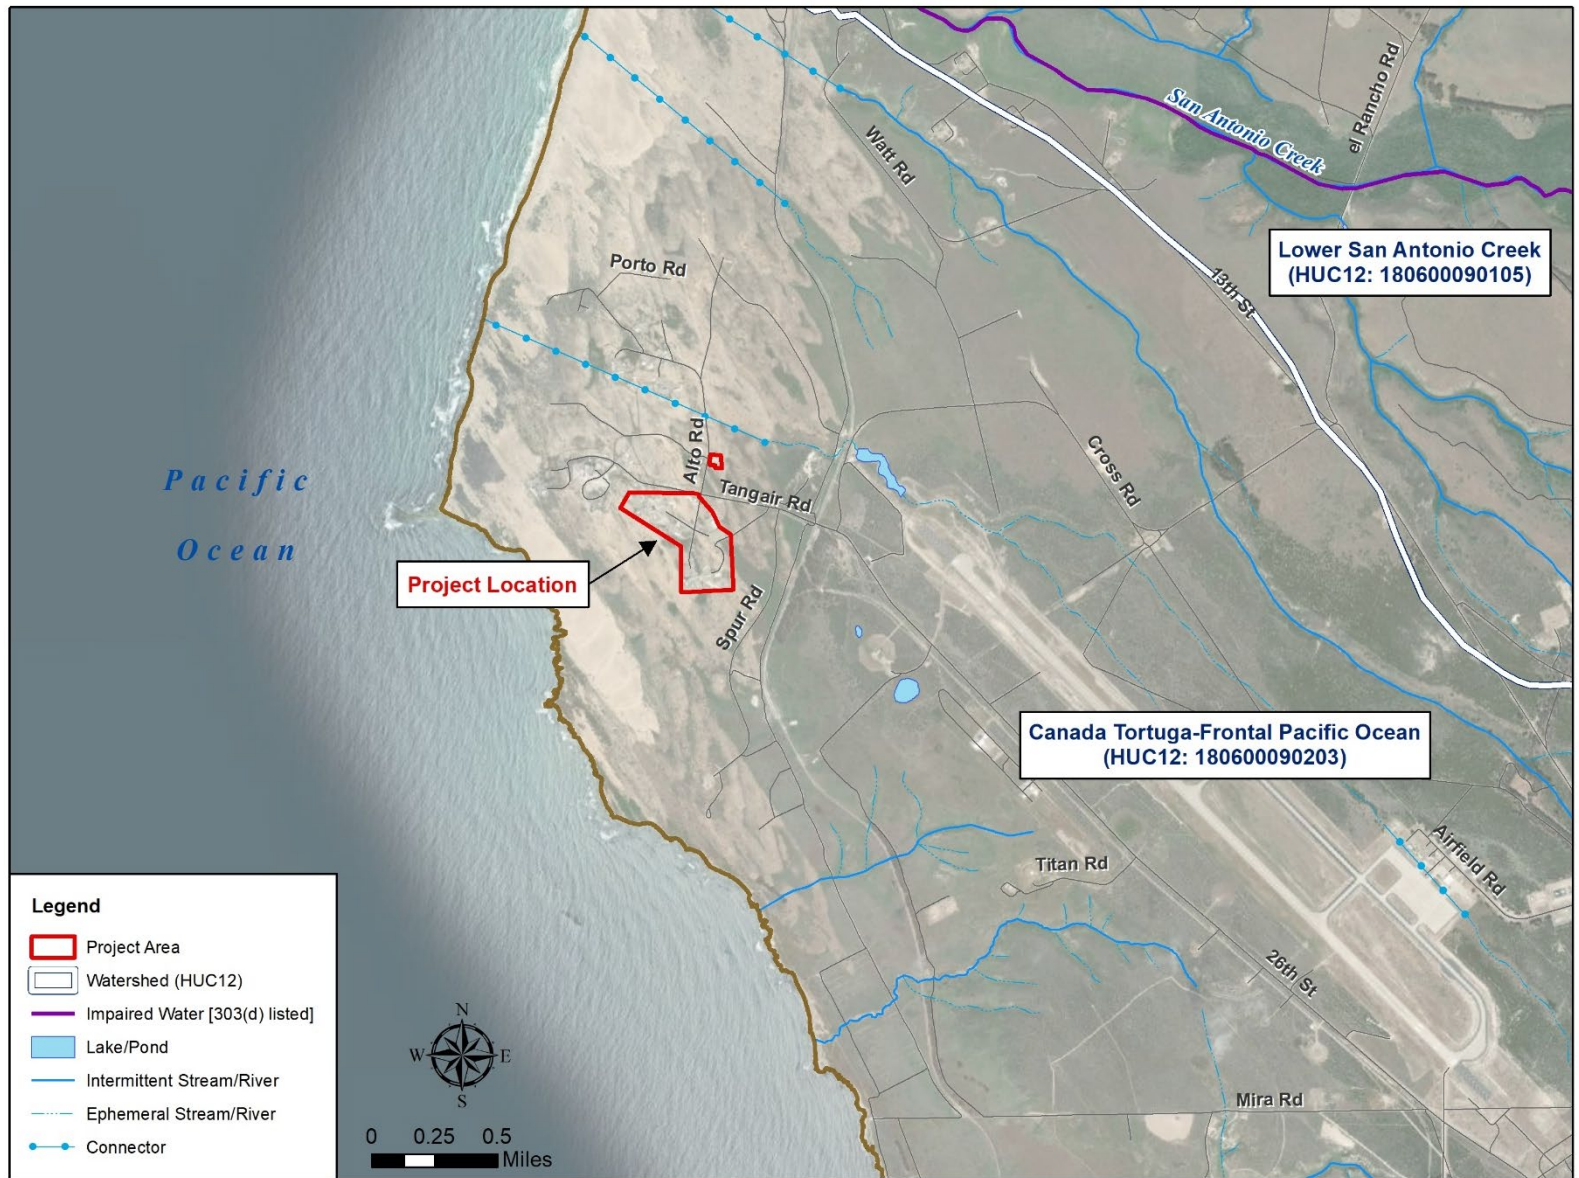 San Antonio Creek
el Rancho Rd
Watt Rd
Lower San Antonio Creek
(HUC12: 180600090105)
Porto Rd
13th St
Alto Rd
Cross Rd
Tangair Rd
Pacific
Ocean
Project Location
Spur Rd
Canada Tortuga-Frontal Pacific Ocean
(HUC12: 180600090203)
Airfield Rd
Titan Rd
26th St
Mira Rd
Legend
Project Area
Watershed (HUC12)
Impaired Water [303(d) listed]
Lake/Pond
Intermittent Stream/River
Ephemeral Stream/River
Connector
N
W
E
S
0 0.25 0.5
Miles